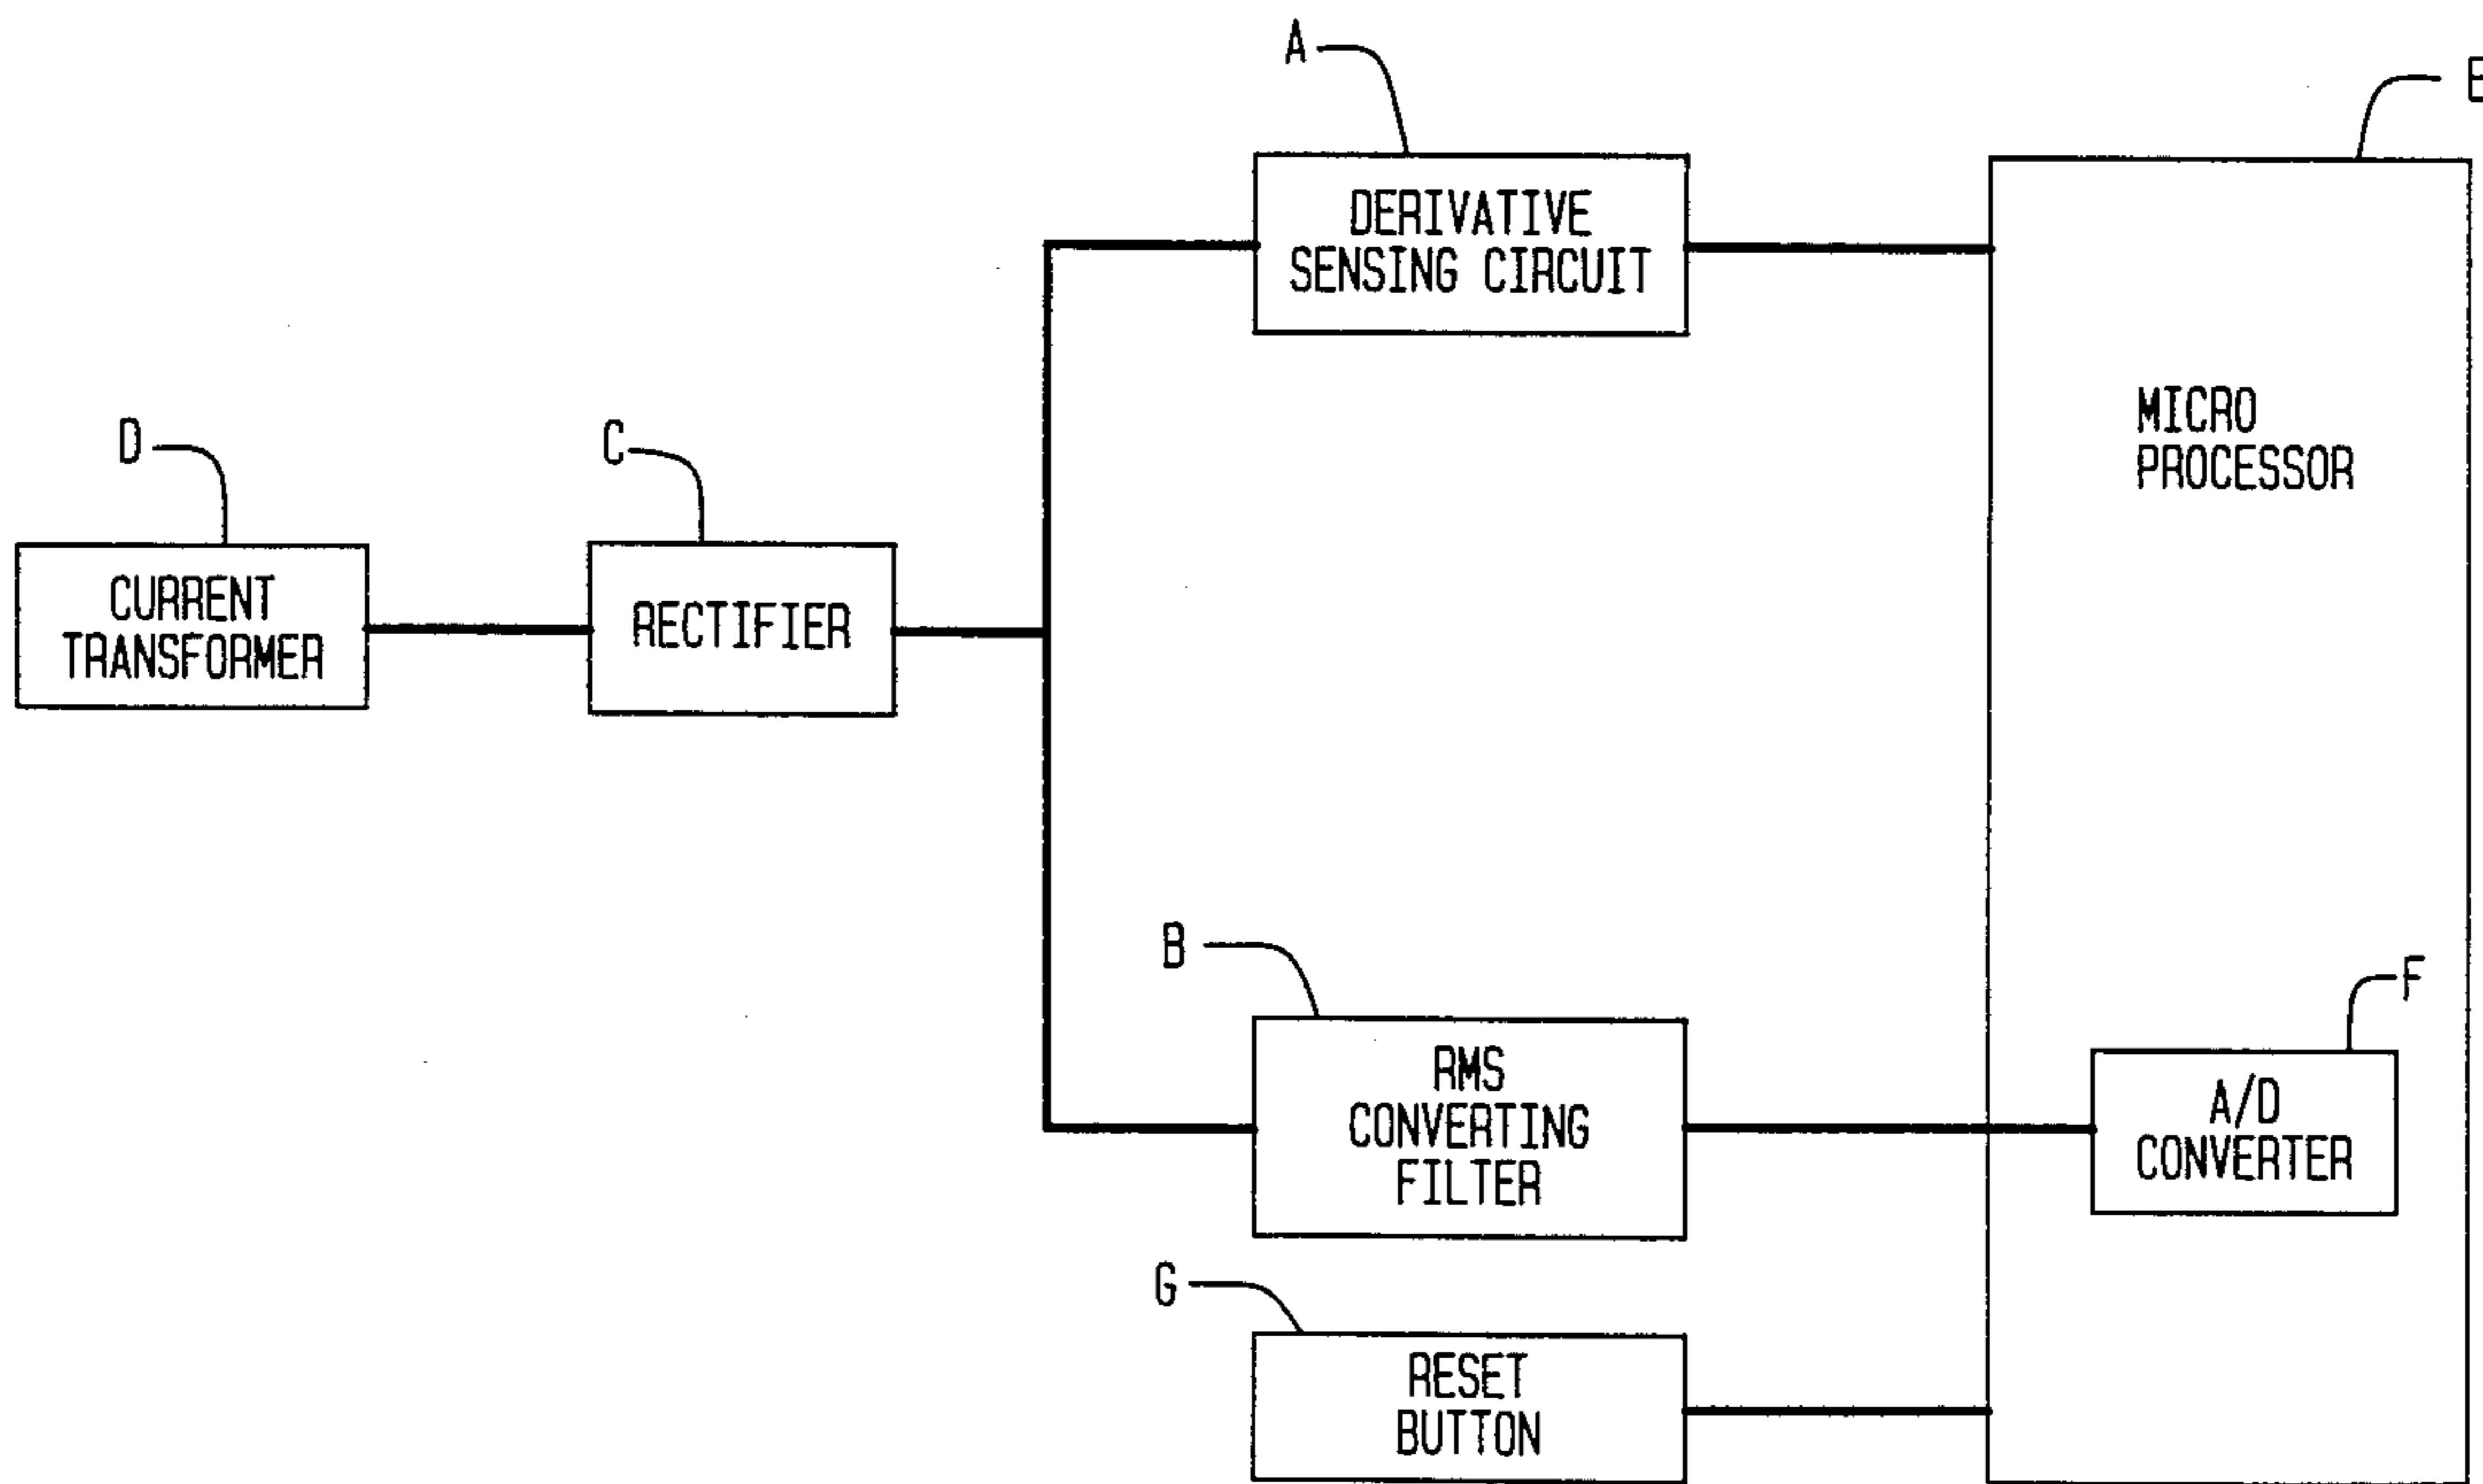 A
E
DERIVATIVE
SENSING CIRCUIT
MICRO
PROCESSOR
D
C
CURRENT
TRANSFORMER
RECTIFIER
B
F
RMS
CONVERTING
FILTER
A/D
CONVERTER
G
RESET
BUTTON